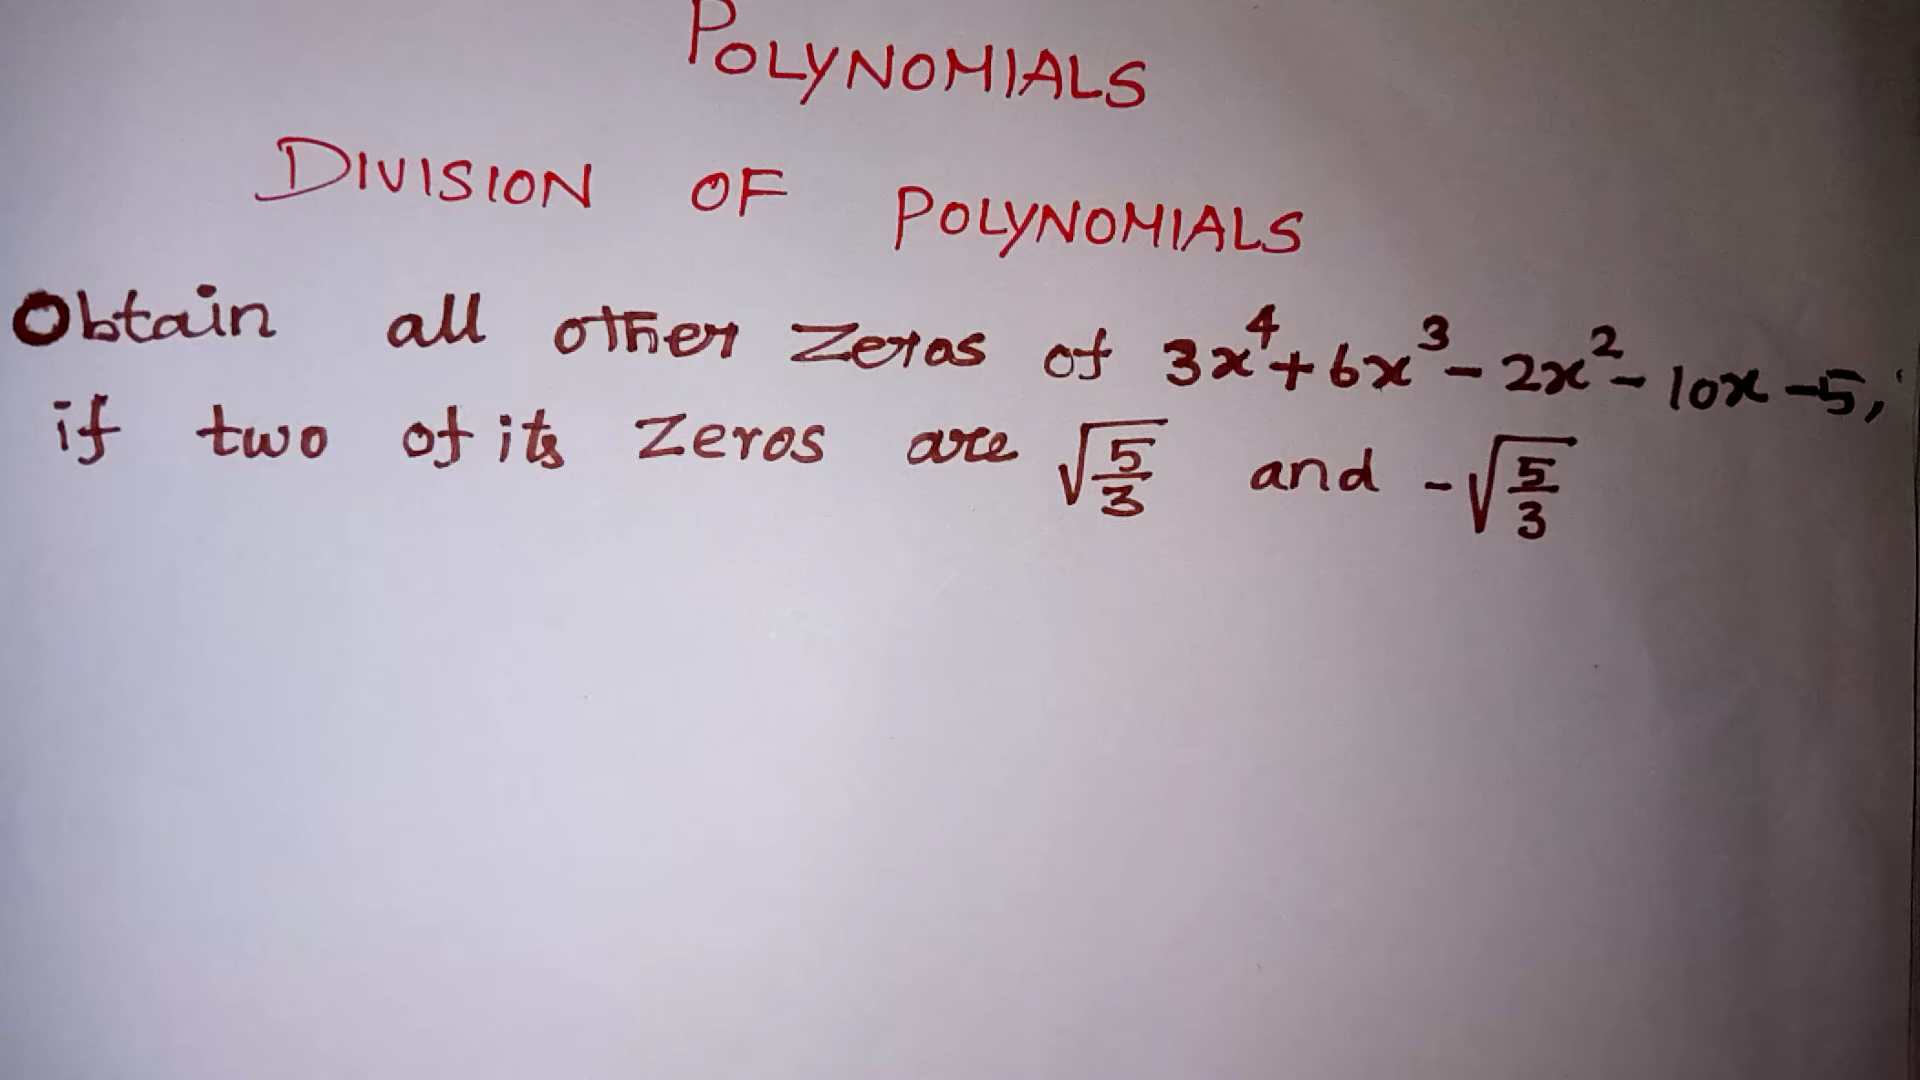 POLYNOMIALS
DIVISION OF POLYNOMIALS
Obtain all other zeros of 3x⁴+6x³-2x²-10x-5,
if two of its zeros are √(5/3) and -√(5/3)